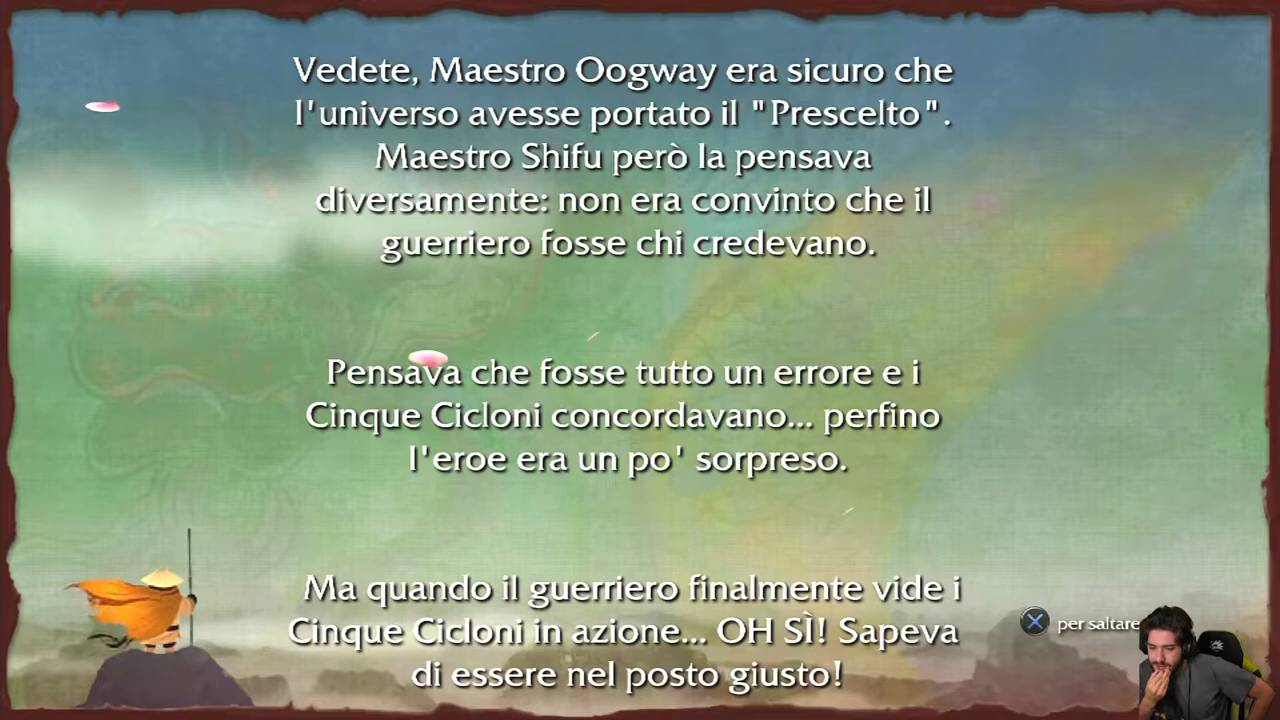 Vedete, Maestro Oogway era sicuro che
l'universo avesse portato il "Prescelto".
Maestro Shifu però la pensava
diversamente: non era convinto che il
guerriero fosse chi credevano.
Pensava che fosse tutto un errore e i
Cinque Cicloni concordavano... perfino
l'eroe era un po' sorpreso.
Ma quando il guerriero finalmente vide i
Cinque Cicloni in azione... OH SÌ! Sapeva
di essere nel posto giusto!
per saltare